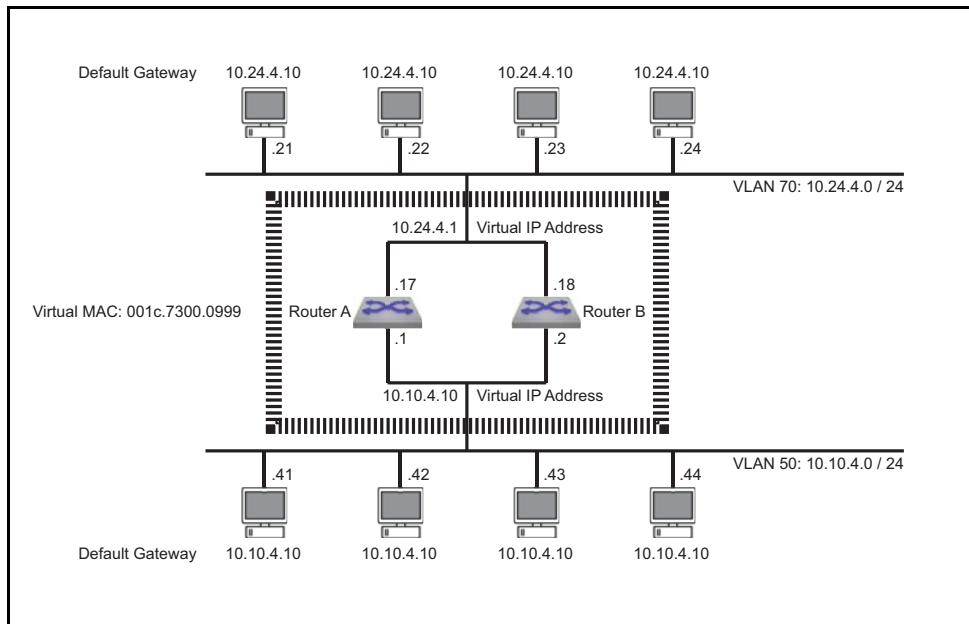 Default Gateway 10.24.4.10 10.24.4.10 10.24.4.10 10.24.4.10
.21 .22 .23 .24
VLAN 70: 10.24.4.0 / 24
10.24.4.1 Virtual IP Address
.17 .18
Virtual MAC: 001c.7300.0999 Router A Router B
.1 .2
10.10.4.10 Virtual IP Address
VLAN 50: 10.10.4.0 / 24
.41 .42 .43 .44
Default Gateway 10.10.4.10 10.10.4.10 10.10.4.10 10.10.4.10